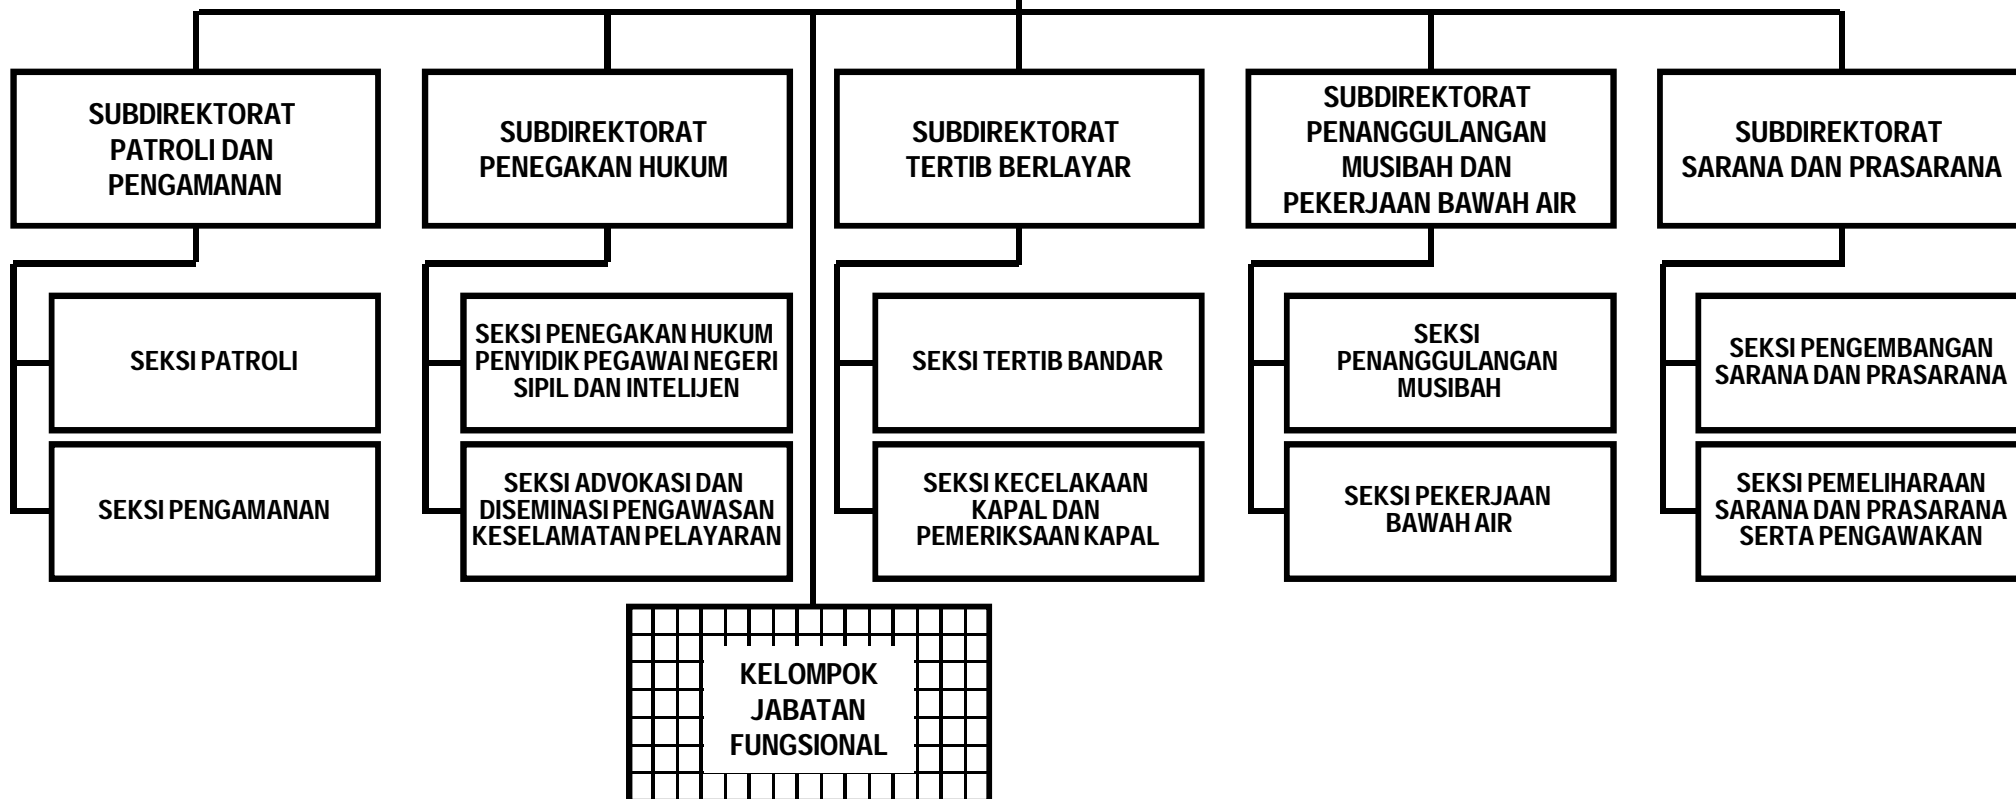 SUBDIREKTORAT
PATROLI DAN
PENGAMANAN
SUBDIREKTORAT
PENEGAKAN HUKUM
SUBDIREKTORAT
TERTIB BERLAYAR
SUBDIREKTORAT
PENANGGULANGAN
MUSIBAH DAN
PEKERJAAN BAWAH AIR
SUBDIREKTORAT
SARANA DAN PRASARANA
SEKSI PATROLI
SEKSI PENEGAKAN HUKUM
PENYIDIK PEGAWAI NEGERI
SIPIL DAN INTELIJEN
SEKSI TERTIB BANDAR
SEKSI
PENANGGULANGAN
MUSIBAH
SEKSI PENGEMBANGAN
SARANA DAN PRASARANA
SEKSI PENGAMANAN
SEKSI ADVOKASI DAN
DISEMINASI PENGAWASAN
KESELAMATAN PELAYARAN
SEKSI KECELAKAAN
KAPAL DAN
PEMERIKSAAN KAPAL
SEKSI PEKERJAAN
BAWAH AIR
SEKSI PEMELIHARAAN
SARANA DAN PRASARANA
SERTA PENGAWAKAN
KELOMPOK
JABATAN
FUNGSIONAL